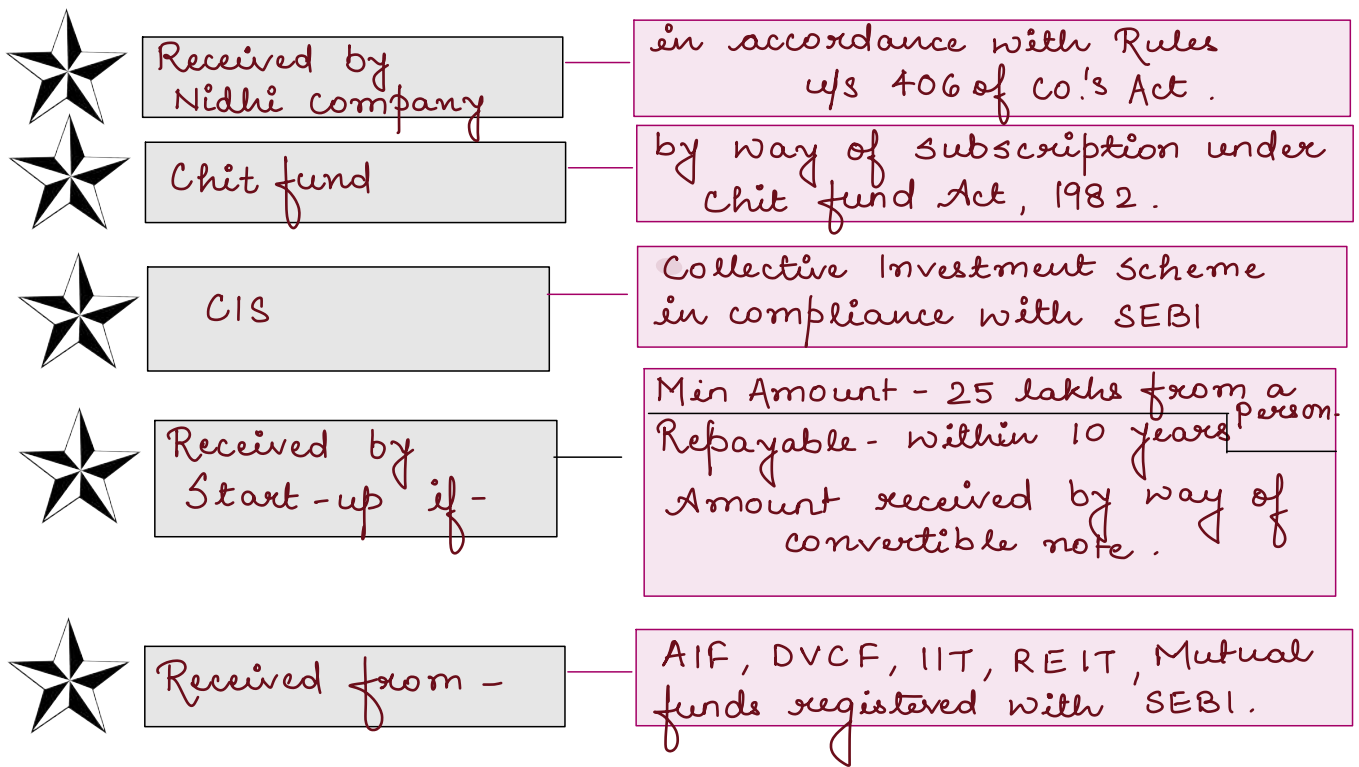 Received by
Nidhi company
in accordance with Rules
u/s 406 of co.'s Act .
Chit fund
by way of subscription under
Chit fund Act, 1982 .
CIS
Collective Investment Scheme
in compliance with SEBI
Received by
Start-up if -
Min Amount - 25 lakhs from a
person.
Repayable - within 10 years
Amount received by way of
convertible note .
Received from -
AIF, DVCF, IIT, REIT, Mutual
funds registered with SEBI .